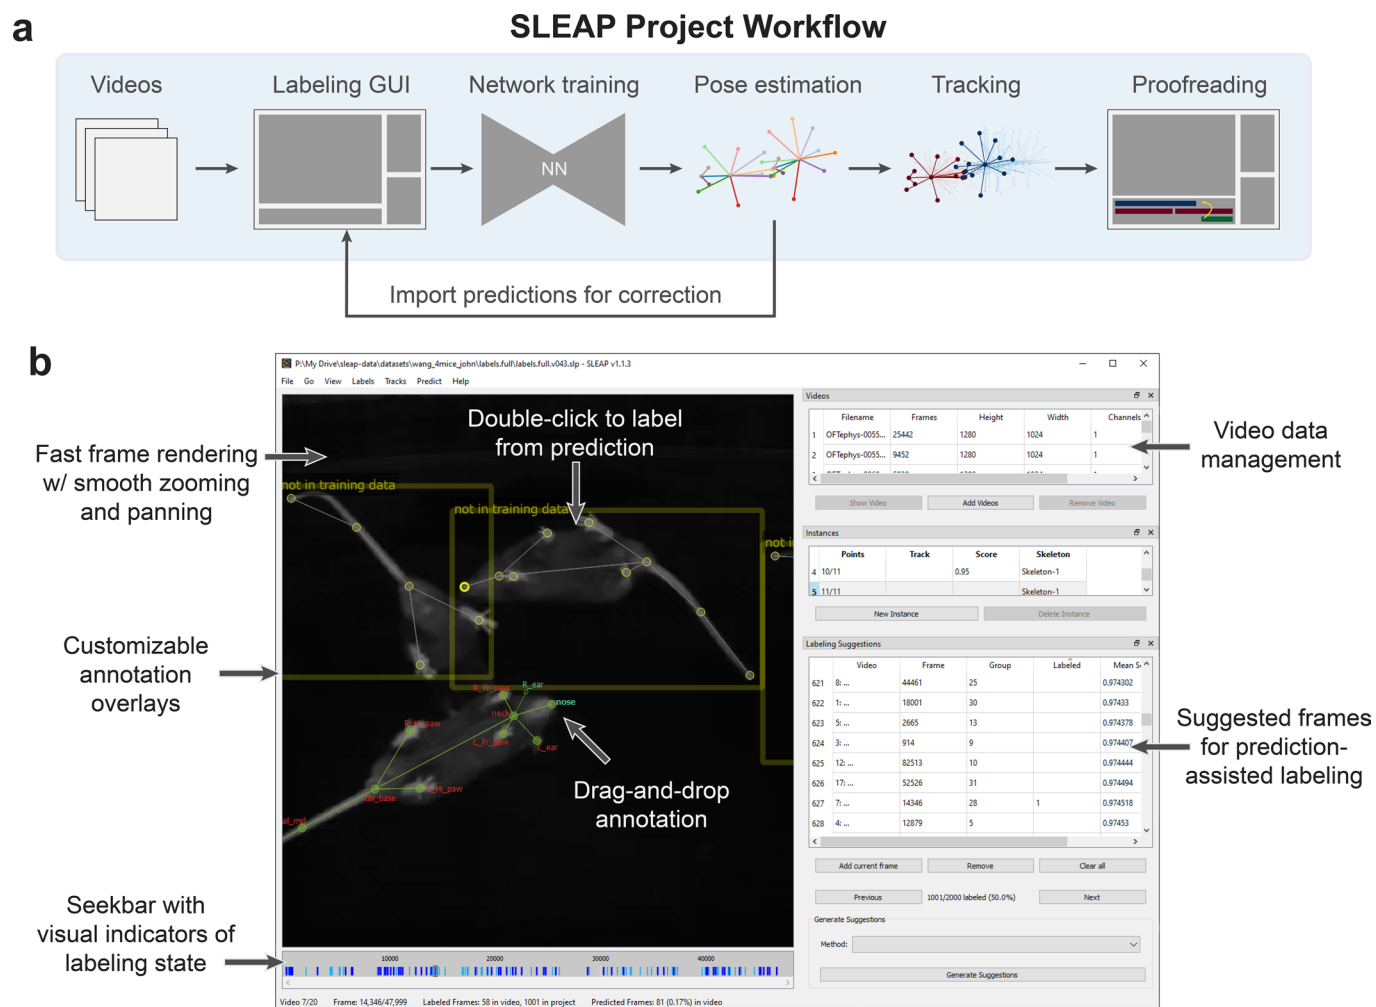 a
SLEAP Project Workflow
Videos
Labeling GUI
Network training
Pose estimation
Tracking
Proofreading
NN
Import predictions for correction
b
P:\My Drive\sleap-data\datasets\wang_4mice_john\labels.full\labels.full.v043.slp - SLEAP v1.1.3
File Go View Labels Tracks Predict Help
Fast frame rendering
w/ smooth zooming
and panning
Customizable
annotation
overlays
Seekbar with
visual indicators of
labeling state
Double-click to label
from prediction
not in training data
not in training data
not i
R_Fr_paw
R_ear
nose
neck
R_Hi_paw
L_Fr_paw
L_ear
tail_base
_Hi_paw
ail_mid
Drag-and-drop
annotation
10000 20000 30000 40000
Video 7/20 Frame: 14,346/47,999 Labeled Frames: 58 in video, 1001 in project Predicted Frames: 81 (0.17%) in video
Videos
Filename Frames Height Width Channels
1 OFTephys-0055... 25442 1280 1024 1
2 OFTephys-0055... 9452 1280 1024 1
Show Video Add Videos Remove Video
Instances
Points Track Score Skeleton
4 10/11 0.95 Skeleton-1
5 11/11 Skeleton-1
New Instance Delete Instance
Labeling Suggestions
Video Frame Group Labeled Mean S
621 8: ... 44461 25 0.974302
622 1: ... 18001 30 0.97433
623 5: ... 2665 13 0.974378
624 3: ... 914 9 0.974407
625 12: ... 82513 10 0.974444
626 17: ... 52526 31 0.974494
627 7: ... 14346 28 1 0.974518
628 4: ... 12879 5 0.97453
Add current frame Remove Clear all
Previous 1001/2000 labeled (50.0%) Next
Generate Suggestions
Method:
Generate Suggestions
Video data
management
Suggested frames
for prediction-
assisted labeling